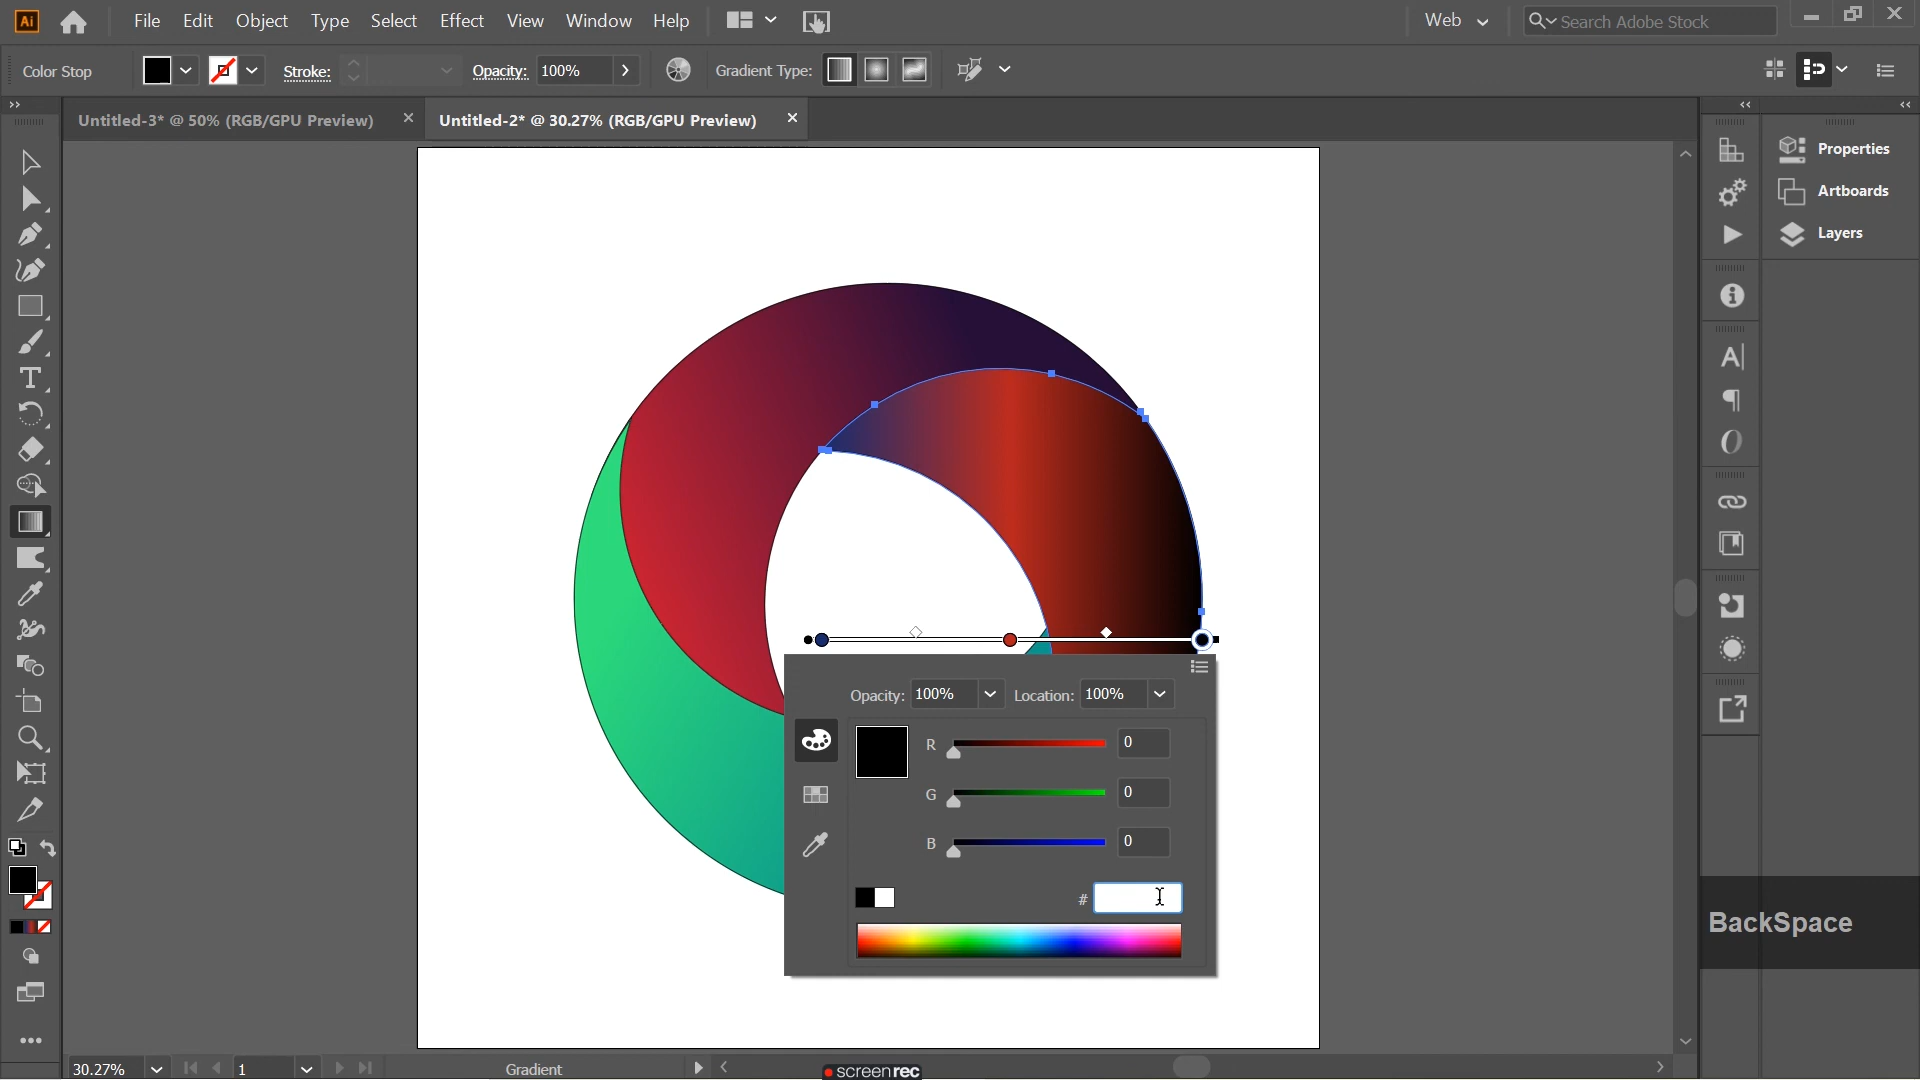 Ai File Edit Object Type Select Effect View Window Help Web Search Adobe Stock
Color Stop Stroke: Opacity: 100% Gradient Type:
Untitled-3* @ 50% (RGB/GPU Preview) Untitled-2* @ 30.27% (RGB/GPU Preview)
Properties
Artboards
Layers
Opacity: 100% Location: 100%
R 0
G 0
B 0
#
BackSpace
30.27% 1 Gradient
screenrec